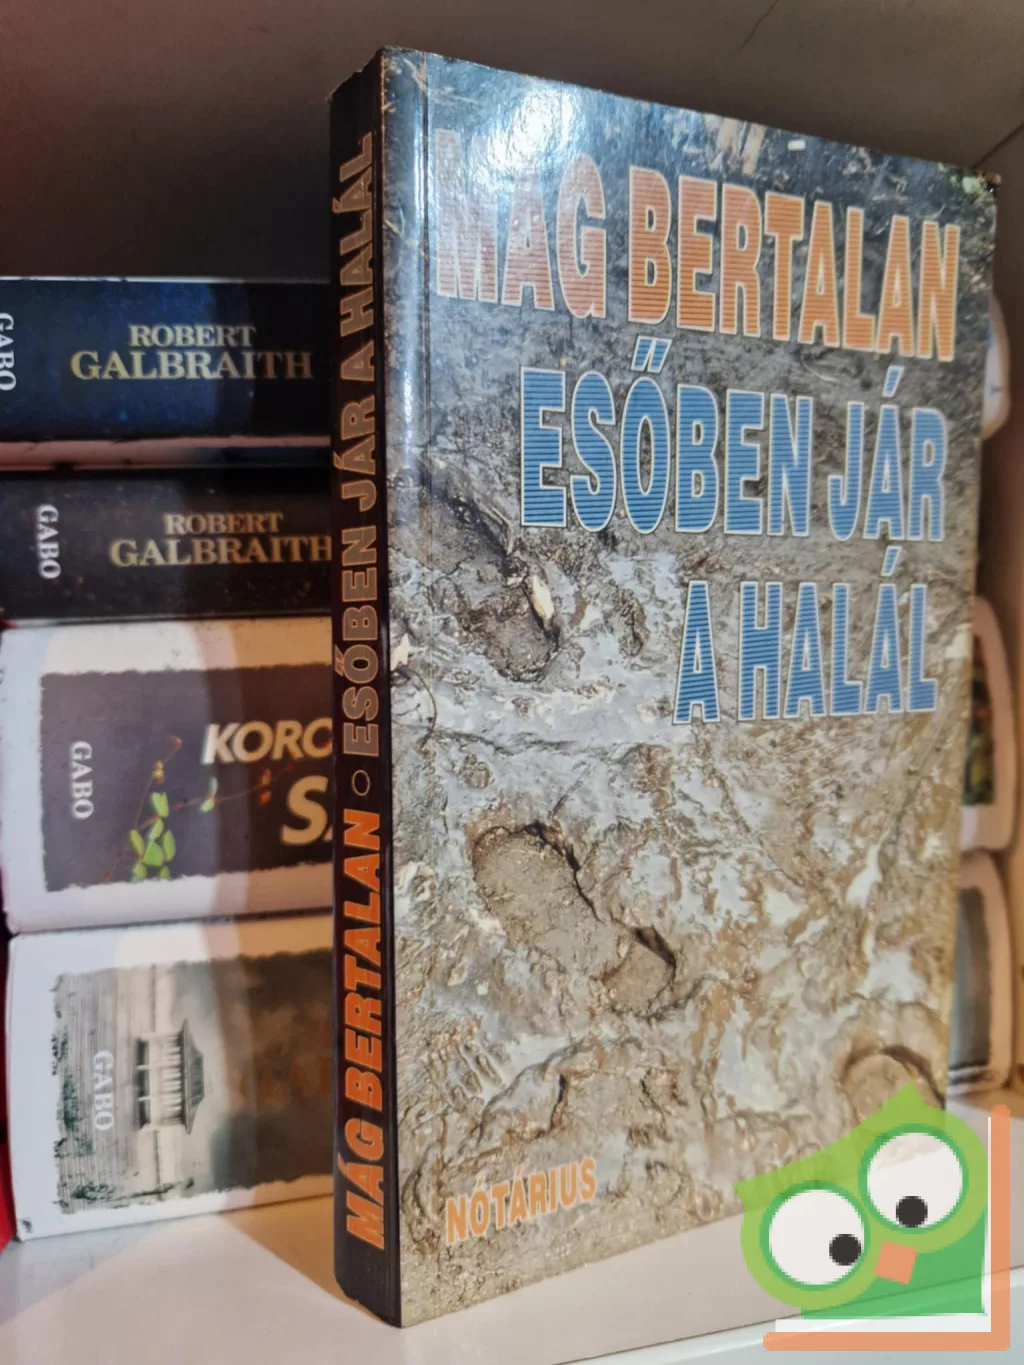 MÁG BERTALAN
ESŐBEN JÁR
A HALÁL
NÓTÁRIUS
MÁG BERTALAN • ESŐBEN JÁR A HALÁL
GABO
ROBERT
GALBRAITH
GABO
ROBERT
GALBRAITH
GABO
GABO